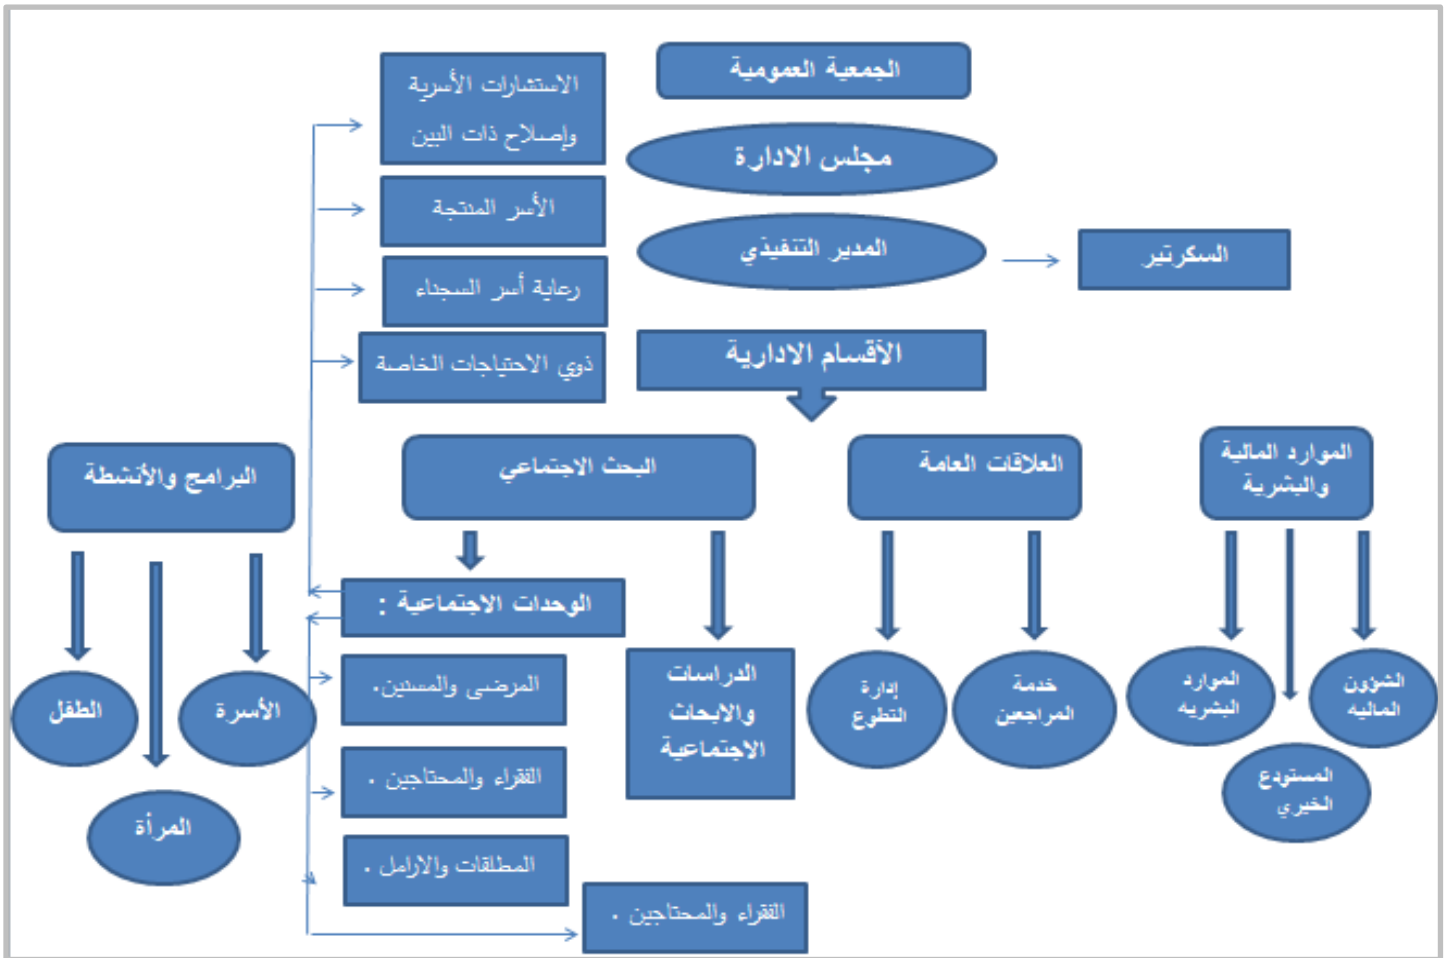 الجمعية العمومية
مجلس الادارة
المدير التنفيذي
السكرتير
الأقسام الادارية
الاستشارات الأسرية
وإصلاح ذات البين
الأسر المنتجة
رعاية أسر السجناء
ذوي الاحتياجات الخاصة
الموارد المالية
والبشرية
العلاقات العامة
البحث الاجتماعي
البرامج والأنشطة
الشؤون
الماليه
الموارد
البشريه
المستودع
الخيري
خدمة
المراجعين
إدارة
التطوع
الدراسات
والابحاث
الاجتماعية
الوحدات الاجتماعية :
المرضى والمسنين.
الفقراء والمحتاجين .
المطلقات والارامل .
الفقراء والمحتاجين .
الأسرة
المرأة
الطفل